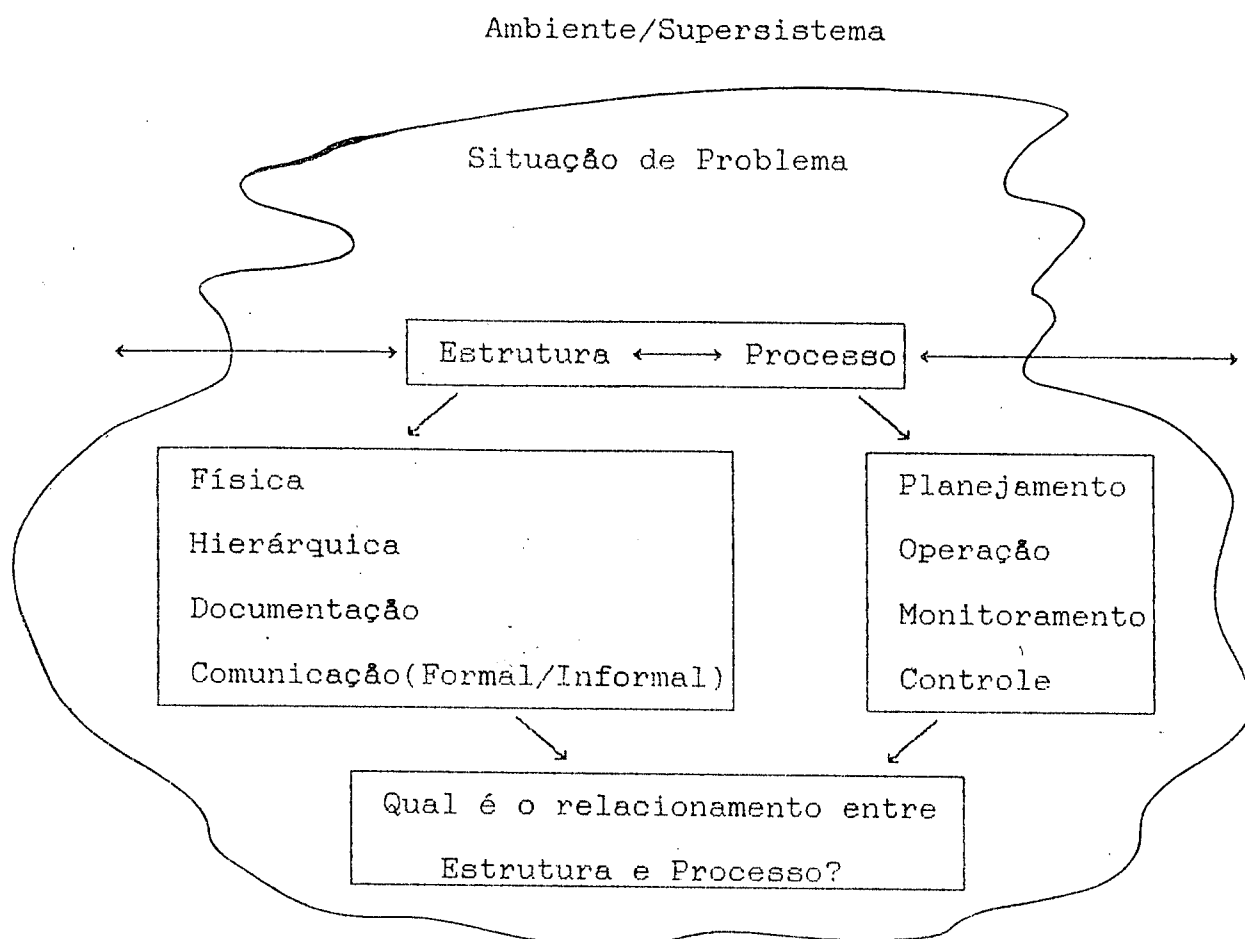 Ambiente/Supersistema
Situação de Problema
Estrutura Processo
Física
Hierárquica
Documentação
Comunicação(Formal/Informal)
Planejamento
Operação
Monitoramento
Controle
Qual é o relacionamento entre
Estrutura e Processo?